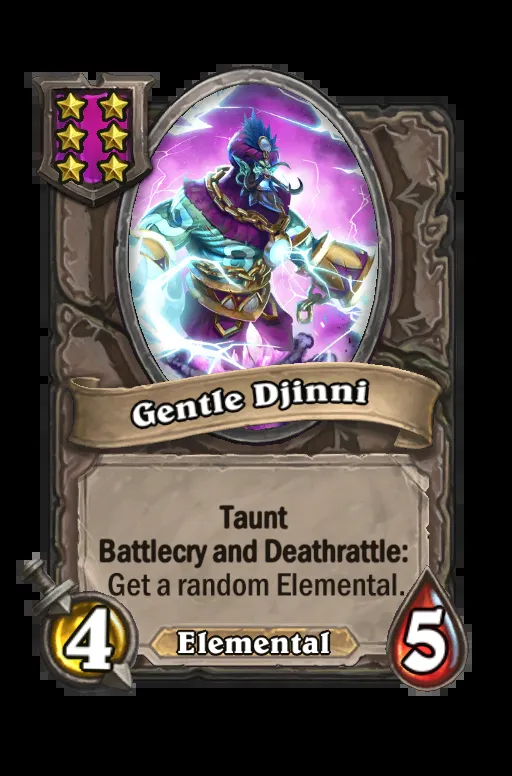 Gentle Djinni
Taunt
Battlecry and Deathrattle:
Get a random Elemental.
4
Elemental
5